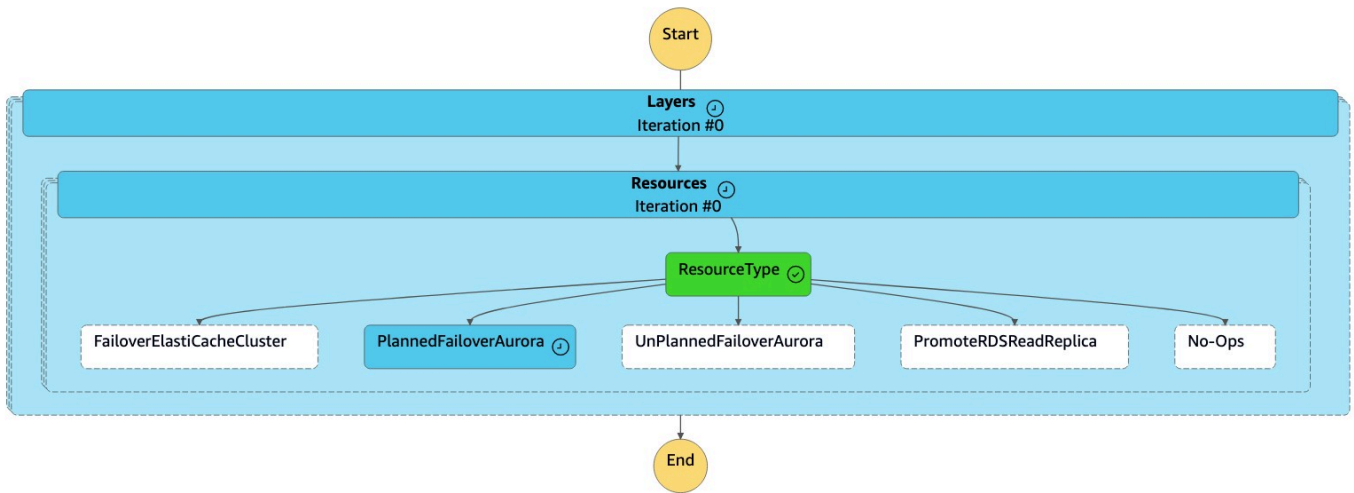 Start
Layers
Iteration #0
Resources
Iteration #0
ResourceType
FailoverElastiCacheCluster
PlannedFailoverAurora
UnPlannedFailoverAurora
PromoteRDSReadReplica
No-Ops
End